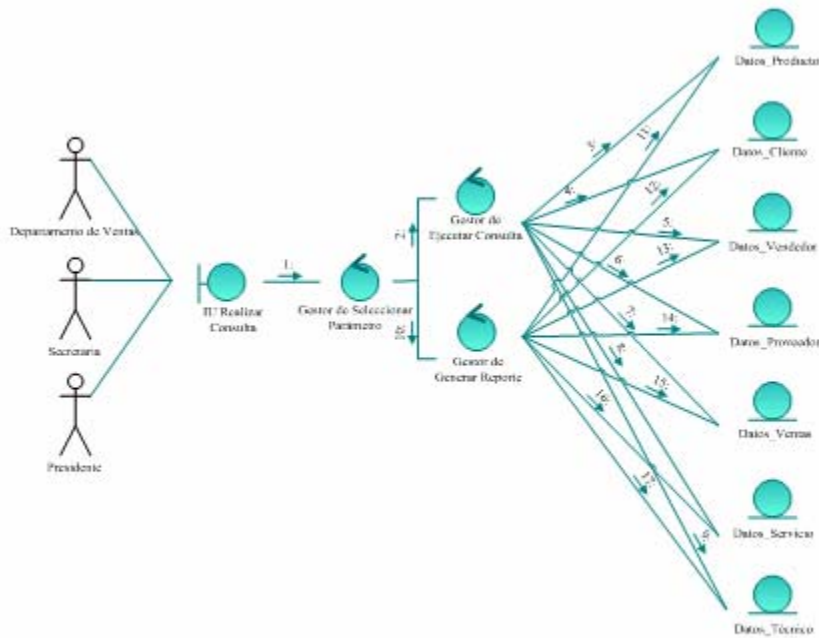 Departamento de Ventas
Secretaria
Presidente
IU Realizar
Consulta
1:
Gestor de Seleccionar
Parámetro
2:
10:
Gestor de
Ejecutar Consulta
Gestor de
Generar Reporte
3:
11:
4:
12:
5:
13:
6:
14:
7:
8:
15:
16:
17:
9:
Datos_Producto
Datos_Cliente
Datos_Vendedor
Datos_Proveedor
Datos_Ventas
Datos_Servicio
Datos_Técnico